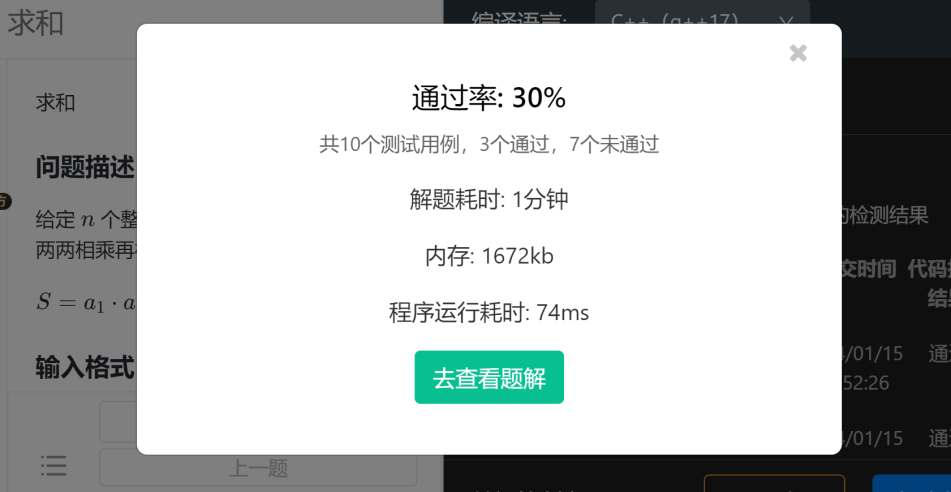 求和
编译语言: C++ (g++17)
求和
问题描述
给定 n 个整
两两相乘再
S = a₁ · a
输入格式
上一题
通过率: 30%
共10个测试用例，3个通过，7个未通过
解题耗时: 1分钟
内存: 1672kb
程序运行耗时: 74ms
去查看题解
的检测结果
交时间 代码
结
/01/15 通
52:26
/01/15 通